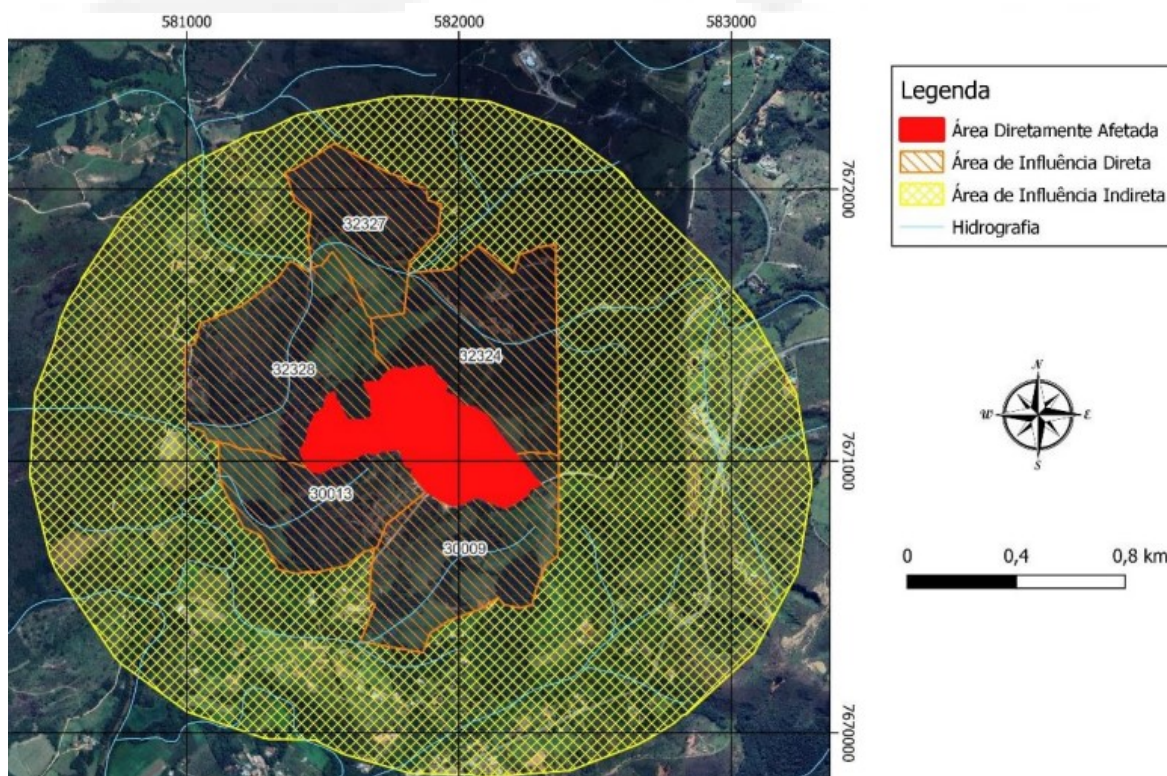 581000
582000
583000
7672000
7671000
7670000
32327
32324
32328
30013
30009
Legenda
Área Diretamente Afetada
Área de Influência Direta
Área de Influência Indireta
Hidrografia
N
W
E
S
0
0,4
0,8 km